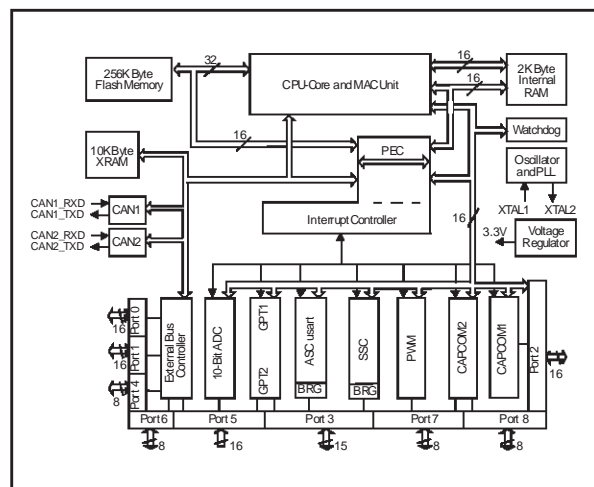 256K Byte
Flash Memory
32
CPU-Core and MAC Unit
16
16
2K Byte
Internal
RAM
16
10K Byte
XRAM
PEC
Watchdog
Oscillator
and PLL
XTAL1
XTAL2
CAN1_RXD
CAN1_TXD
CAN1
CAN2_RXD
CAN2_TXD
CAN2
Interrupt Controller
16
3.3V
Voltage
Regulator
Port 0
16
Port 1
16
Port 4
8
External Bus
Controller
10-Bit ADC
GPT1
GPT2
ASC usart
BRG
SSC
BRG
PWM
CAPCOM2
CAPCOM1
Port 2
16
Port 6
Port 5
Port 3
Port 7
Port 8
8
16
15
8
8